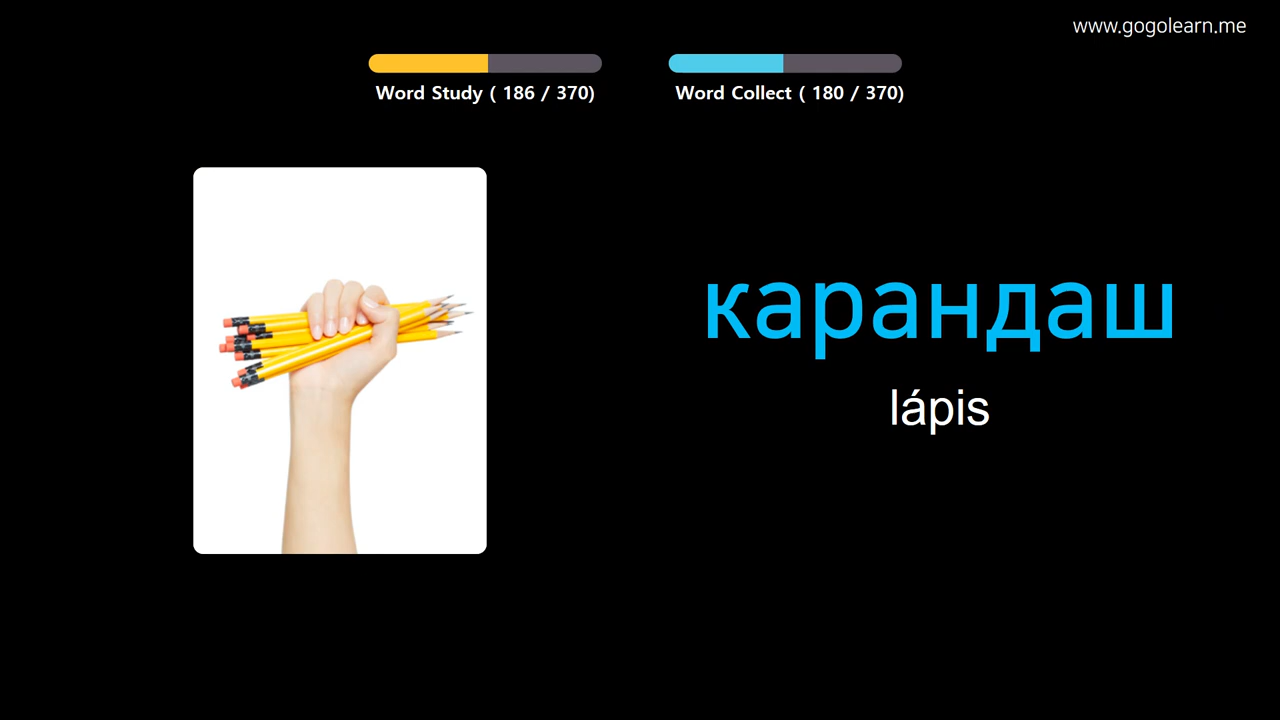 www.gogolearn.me
Word Study ( 186 / 370)
Word Collect ( 180 / 370)
карандаш
lápis